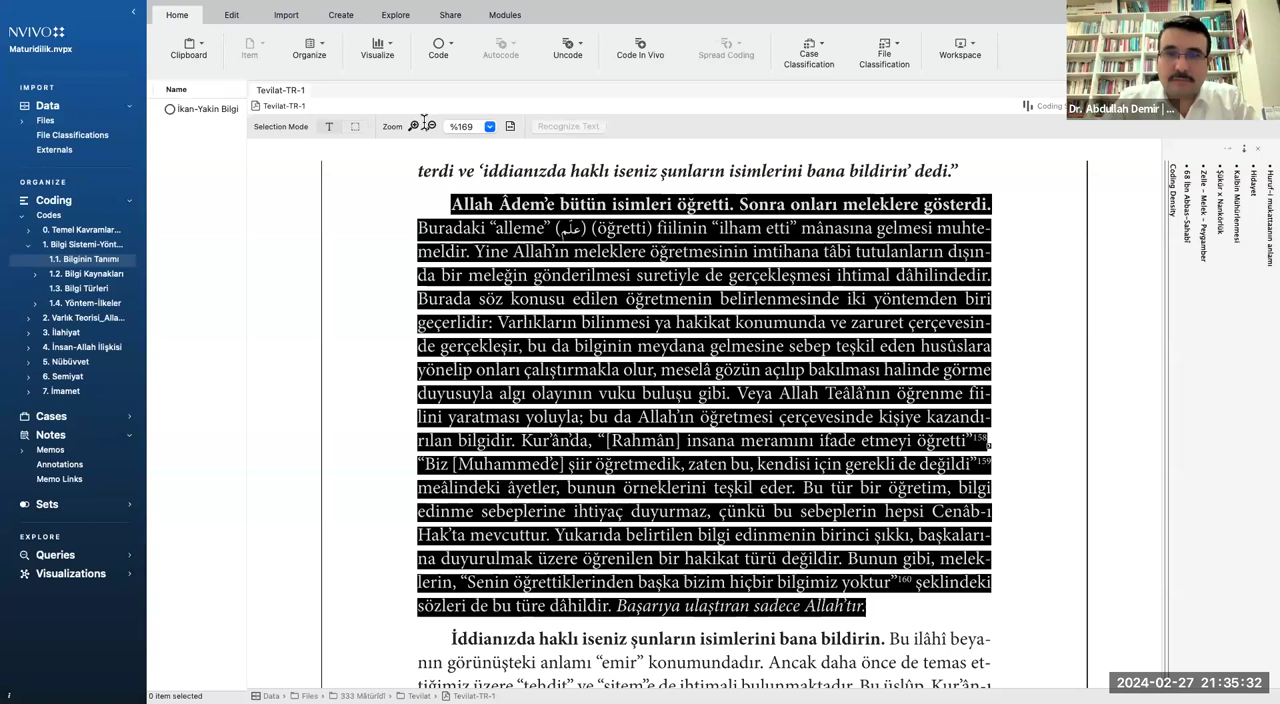 Home Edit Import Create Explore Share Modules
NVIVO
Maturidilik.nvpx
Clipboard Item Organize Visualize Code Autocode Uncode Code In Vivo Spread Coding Case Classification File Classification Workspace
IMPORT
Data
Files
File Classifications
Externals
ORGANIZE
Coding
Codes
0. Temel Kavramlar...
1. Bilgi Sistemi-Yönt...
1.1. Bilginin Tanımı
1.2. Bilgi Kaynakları
1.3. Bilgi Türleri
1.4. Yöntem-İlkeler
2. Varlık Teorisi_Alla...
3. İlahiyat
4. İnsan-Allah İlişkisi
5. Nübüvvet
6. Semiyat
7. İmamet
Cases
Notes
Memos
Annotations
Memo Links
Sets
EXPLORE
Queries
Visualizations
Name
İkan-Yakin Bilgi
0 item selected
Tevilat-TR-1
Tevilat-TR-1
Coding
Selection Mode T Zoom %169 Recognize Text
terdi ve ‘iddianızda haklı iseniz şunların isimlerini bana bildirin’ dedi.”
Allah Âdem’e bütün isimleri öğretti. Sonra onları meleklere gösterdi.
Buradaki “alleme” (علّم) (öğretti) fiilinin “ilham etti” mânasına gelmesi muhte-
meldir. Yine Allah’ın meleklere öğretmesinin imtihana tâbi tutulanların dışın-
da bir meleğin gönderilmesi suretiyle de gerçekleşmesi ihtimal dâhilindedir.
Burada söz konusu edilen öğretmenin belirlenmesinde iki yöntemden biri
geçerlidir: Varlıkların bilinmesi ya hakikat konumunda ve zaruret çerçevesin-
de gerçekleşir, bu da bilginin meydana gelmesine sebep teşkil eden husûslara
yönelip onları çalıştırmakla olur, meselâ gözün açılıp bakılması halinde görme
duyusuyla algı olayının vuku buluşu gibi. Veya Allah Teâlâ’nın öğrenme fii-
lini yaratması yoluyla; bu da Allah’ın öğretmesi çerçevesinde kişiye kazandı-
rılan bilgidir. Kur’ân’da, “[Rahmân] insana meramını ifade etmeyi öğretti”158,
“Biz [Muhammed’e] şiir öğretmedik, zaten bu, kendisi için gerekli de değildi”159
meâlindeki âyetler, bunun örneklerini teşkil eder. Bu tür bir öğretim, bilgi
edinme sebeplerine ihtiyaç duyurmaz, çünkü bu sebeplerin hepsi Cenâb-ı
Hak’ta mevcuttur. Yukarıda belirtilen bilgi edinmenin birinci şıkkı, başkaları-
na duyurulmak üzere öğrenilen bir hakikat türü değildir. Bunun gibi, melek-
lerin, “Senin öğrettiklerinden başka bizim hiçbir bilgimiz yoktur”160 şeklindeki
sözleri de bu türe dâhildir. Başarıya ulaştıran sadece Allah’tır.
İddianızda haklı iseniz şunların isimlerini bana bildirin. Bu ilâhî beya-
nın görünüşteki anlamı “emir” konumundadır. Ancak daha önce de temas et-
tiğimiz üzere “tehdit” ve “sitem”e de ihtimali bulunmaktadır. Bu üslûp, Kur’ân-ı
Data Files 333 Mâtürîdî Tevilat Tevilat-TR-1
Dr. Abdullah Demir |...
Huruf-i mukattaanın anlamı
Hidayet
Kalbin Mühürlenmesi
Şükür x Nankörlük
Zelle – Melek - Peygamber
68 İbn Abbas-Sahabî
Coding Density
2024-02-27 21:35:32